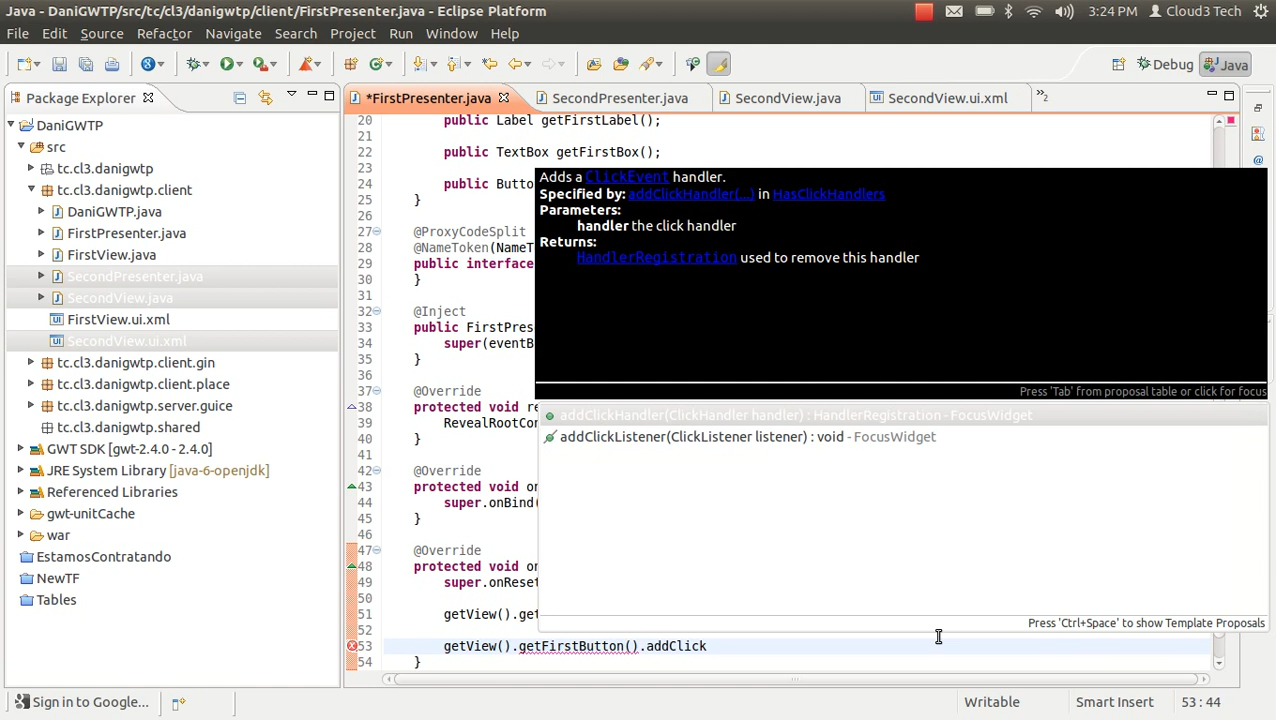 Java - DaniGWTP/src/tc/cl3/danigwtp/client/FirstPresenter.java - Eclipse Platform
3:24 PM
Cloud3 Tech
File Edit Source Refactor Navigate Search Project Run Window Help
Debug
Java
Package Explorer
*FirstPresenter.java
SecondPresenter.java
SecondView.java
SecondView.ui.xml
»2
DaniGWTP
src
tc.cl3.danigwtp
tc.cl3.danigwtp.client
DaniGWTP.java
FirstPresenter.java
FirstView.java
SecondPresenter.java
SecondView.java
FirstView.ui.xml
SecondView.ui.xml
tc.cl3.danigwtp.client.gin
tc.cl3.danigwtp.client.place
tc.cl3.danigwtp.server.guice
tc.cl3.danigwtp.shared
GWT SDK [gwt-2.4.0 - 2.4.0]
JRE System Library [java-6-openjdk]
Referenced Libraries
gwt-unitCache
war
EstamosContratando
NewTF
Tables
20 public Label getFirstLabel();
21
22 public TextBox getFirstBox();
23
24 public Butto
25 }
26
27 @ProxyCodeSplit
28 @NameToken(NameT
29 public interface
30 }
31
32 @Inject
33 public FirstPres
34 super(eventB
35 }
36
37 @Override
38 protected void re
39 RevealRootCon
40 }
41
42 @Override
43 protected void on
44 super.onBind(
45 }
46
47 @Override
48 protected void on
49 super.onReset
50
51 getView().get
52
53 getView().getFirstButton().addClick
54 }
Adds a ClickEvent handler.
Specified by: addClickHandler(...) in HasClickHandlers
Parameters:
handler the click handler
Returns:
HandlerRegistration used to remove this handler
Press 'Tab' from proposal table or click for focus
addClickHandler(ClickHandler handler) : HandlerRegistration - FocusWidget
addClickListener(ClickListener listener) : void - FocusWidget
Press 'Ctrl+Space' to show Template Proposals
Sign in to Google...
Writable
Smart Insert
53 : 44